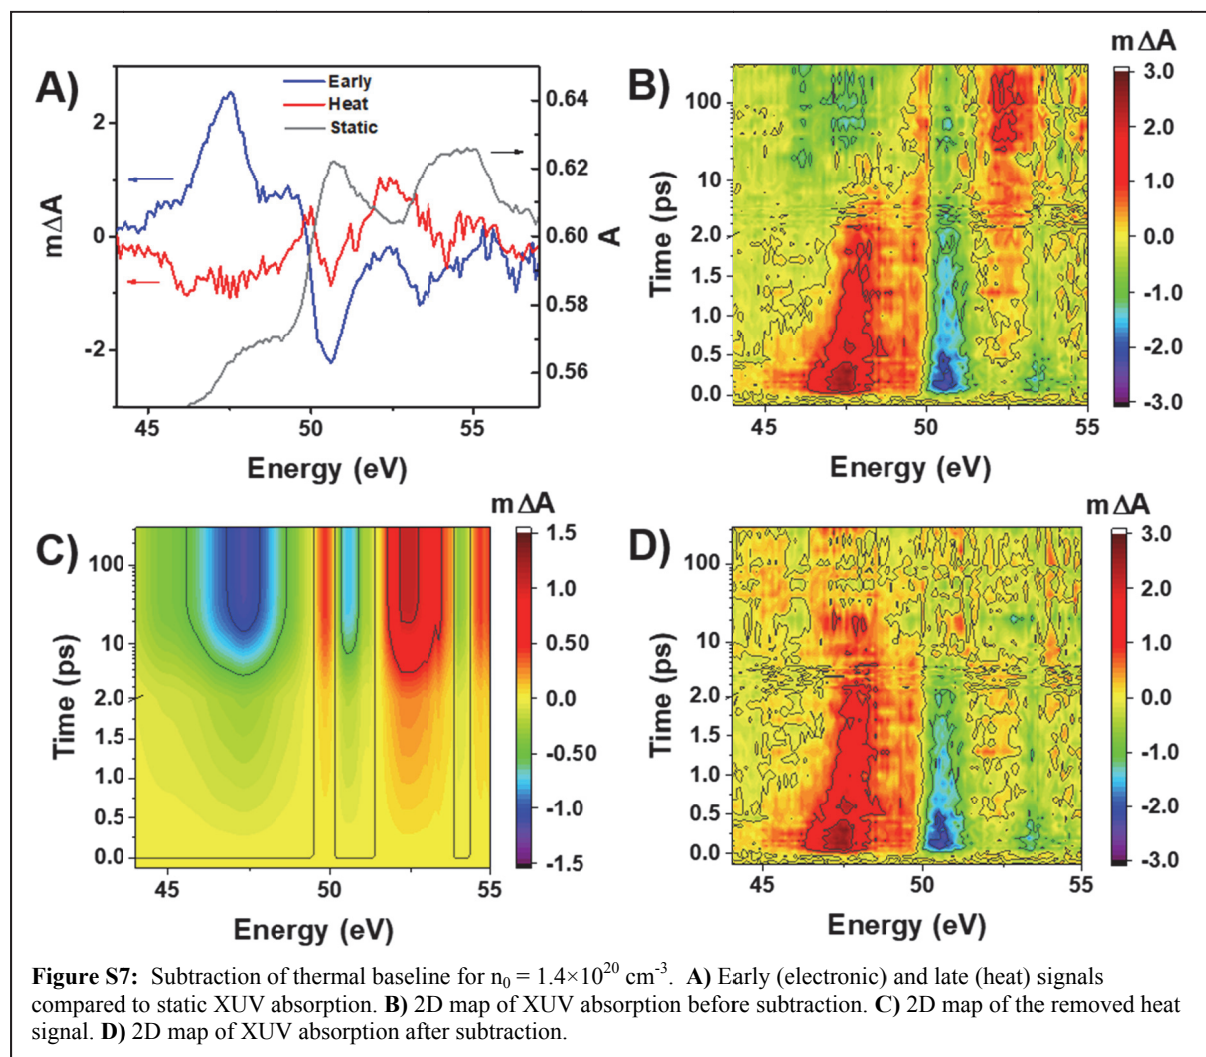 A)
Early
Heat
Static
2
0
-2
mΔA
0.64
0.62
0.60
0.58
0.56
A
45
50
55
Energy (eV)
B)
mΔA
100
10
2.0
1.5
1.0
0.5
0.0
Time (ps)
45
50
55
Energy (eV)
3.0
2.0
1.0
0.0
-1.0
-2.0
-3.0
C)
mΔA
100
10
2.0
1.5
1.0
0.5
0.0
Time (ps)
45
50
55
Energy (eV)
1.5
1.0
0.50
0.0
-0.50
-1.0
-1.5
D)
mΔA
100
10
2.0
1.5
1.0
0.5
0.0
Time (ps)
45
50
55
Energy (eV)
3.0
2.0
1.0
0.0
-1.0
-2.0
-3.0
Figure S7: Subtraction of thermal baseline for n₀ = 1.4×10²⁰ cm⁻³. A) Early (electronic) and late (heat) signals
compared to static XUV absorption. B) 2D map of XUV absorption before subtraction. C) 2D map of the removed heat
signal. D) 2D map of XUV absorption after subtraction.